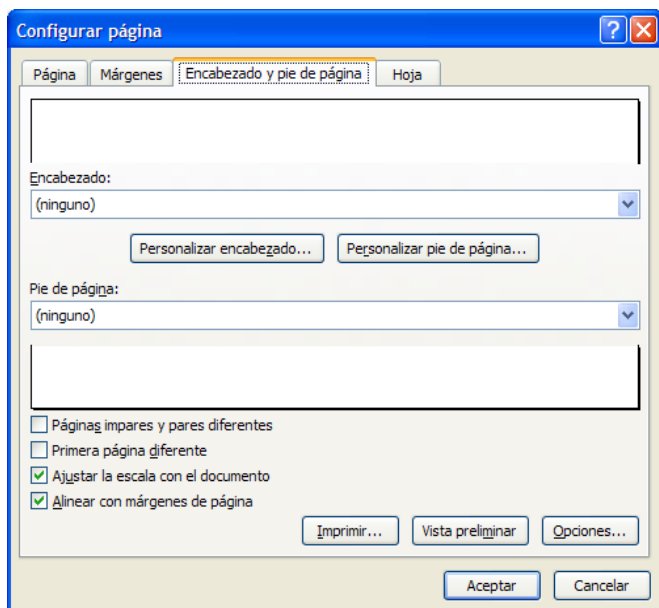 Configurar página
Página Márgenes Encabezado y pie de página Hoja
Encabezado:
(ninguno)
Personalizar encabezado... Personalizar pie de página...
Pie de página:
(ninguno)
Páginas impares y pares diferentes
Primera página diferente
Ajustar la escala con el documento
Alinear con márgenes de página
Imprimir... Vista preliminar Opciones...
Aceptar Cancelar